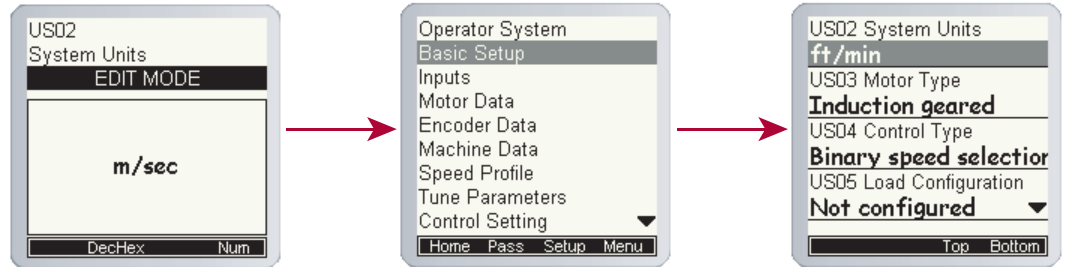 US02
System Units
EDIT MODE
m/sec
DecHex Num
Operator System
Basic Setup
Inputs
Motor Data
Encoder Data
Machine Data
Speed Profile
Tune Parameters
Control Setting
Home Pass Setup Menu
US02 System Units
ft/min
US03 Motor Type
Induction geared
US04 Control Type
Binary speed selection
US05 Load Configuration
Not configured
Top Bottom